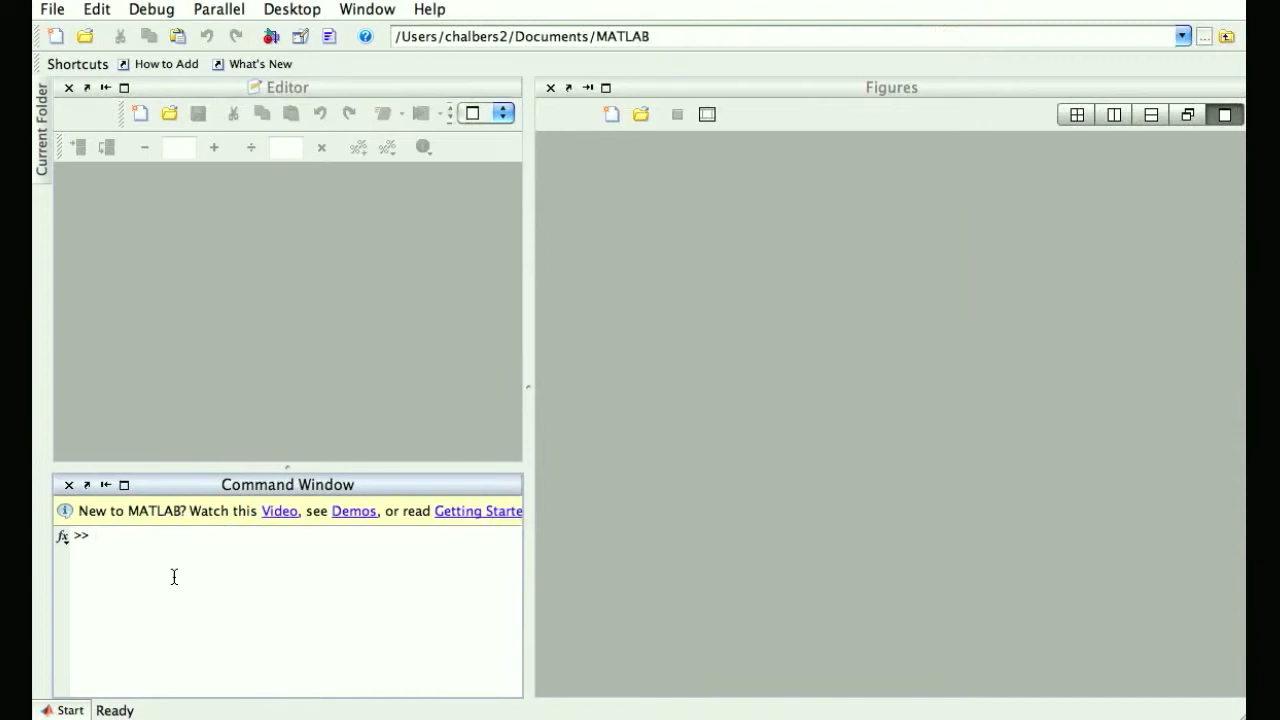 File Edit Debug Parallel Desktop Window Help
/Users/chalbers2/Documents/MATLAB
Shortcuts How to Add What's New
Current Folder
Editor
Figures
Command Window
New to MATLAB? Watch this Video, see Demos, or read Getting Starte
fx >>
Start Ready